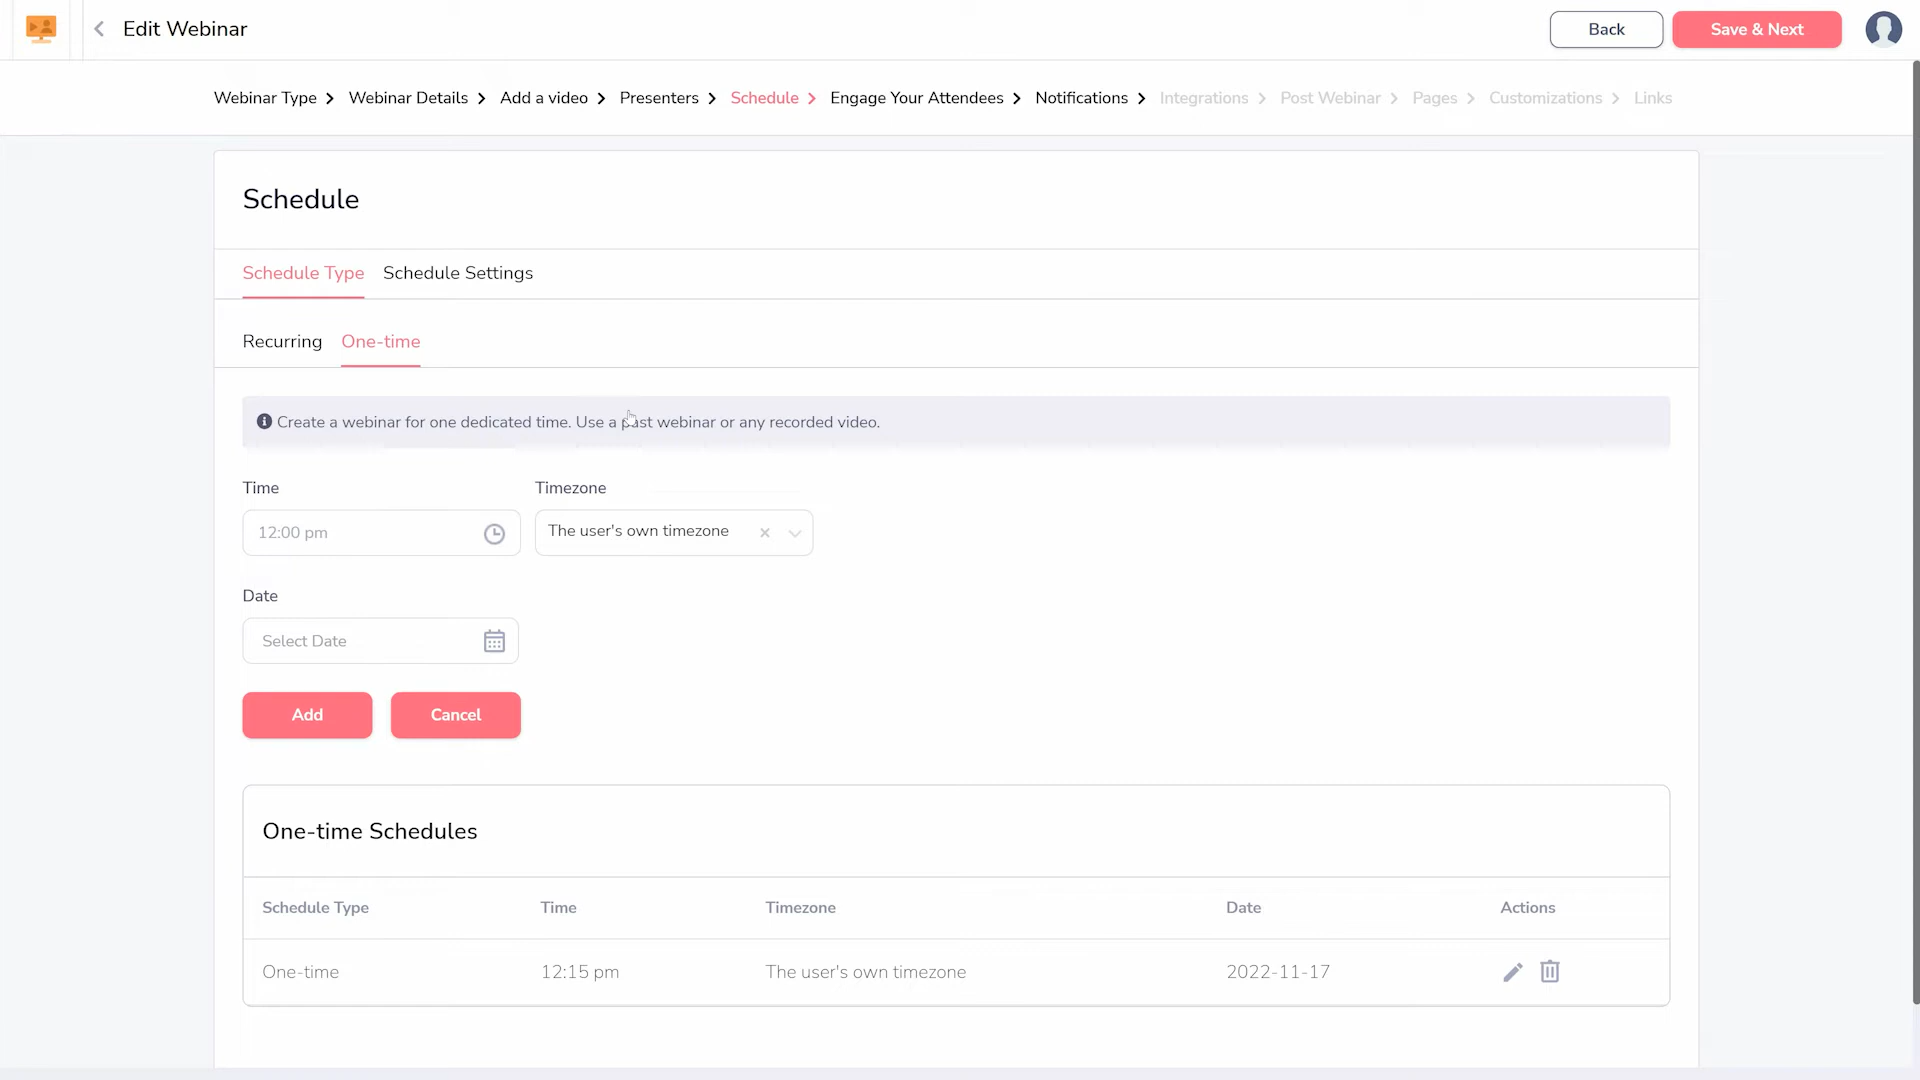 Edit Webinar
Back
Save & Next
Webinar Type
Webinar Details
Add a video
Presenters
Schedule
Engage Your Attendees
Notifications
Integrations
Post Webinar
Pages
Customizations
Links
Schedule
Schedule Type
Schedule Settings
Recurring
One-time
Create a webinar for one dedicated time. Use a past webinar or any recorded video.
Time
Timezone
12:00 pm
The user's own timezone
Date
Select Date
Add
Cancel
One-time Schedules
Schedule Type
Time
Timezone
Date
Actions
One-time
12:15 pm
The user's own timezone
2022-11-17